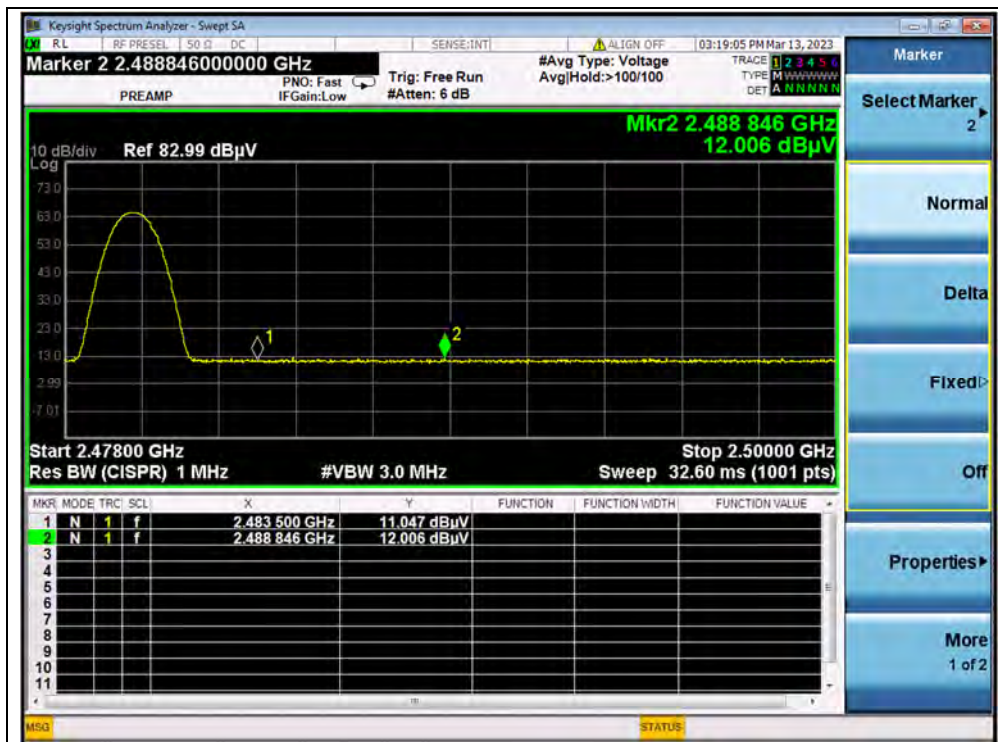 Keysight Spectrum Analyzer - Swept SA
LXI RL RF PRESEL 50 Ω DC SENSE:INT ALIGN OFF 03:19:05 PM Mar 13, 2023
Marker 2 2.488846000000 GHz
PREAMP
PNO: Fast
IFGain:Low
Trig: Free Run
#Atten: 6 dB
#Avg Type: Voltage
Avg|Hold:>100/100
TRACE 1 2 3 4 5 6
TYPE M WWWWW
DET A N N N N N
Mkr2 2.488 846 GHz
12.006 dBµV
10 dB/div Ref 82.99 dBµV
Log
73.0
63.0
53.0
43.0
33.0
23.0
13.0
2.99
-7.01
1
2
Start 2.47800 GHz Stop 2.50000 GHz
Res BW (CISPR) 1 MHz #VBW 3.0 MHz Sweep 32.60 ms (1001 pts)
MKR MODE TRC SCL X Y FUNCTION FUNCTION WIDTH FUNCTION VALUE
1 N 1 f 2.483 500 GHz 11.047 dBµV
2 N 1 f 2.488 846 GHz 12.006 dBµV
3
4
5
6
7
8
9
10
11
MSG STATUS
Marker
Select Marker
2
Normal
Delta
Fixed
Off
Properties
More
1 of 2